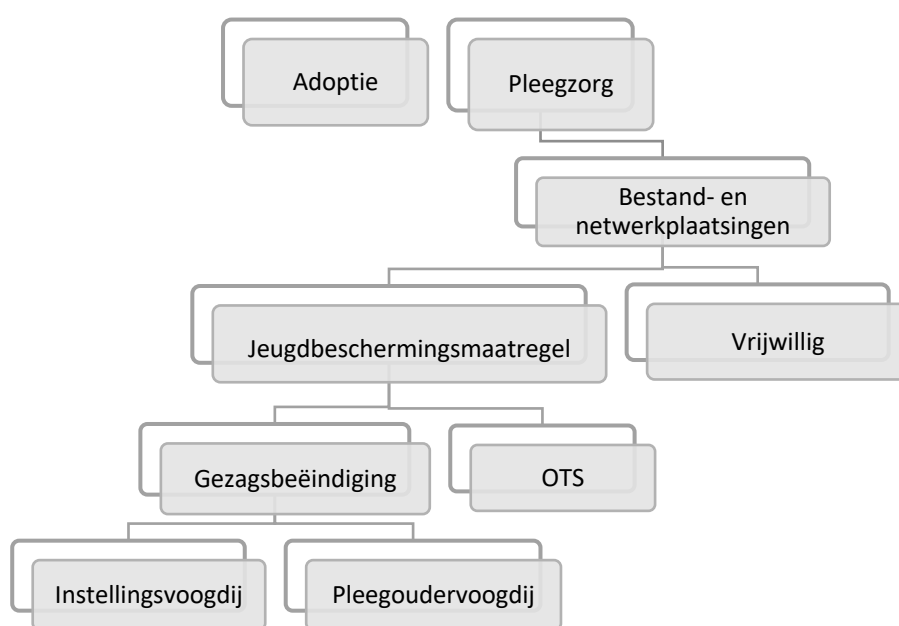 Adoptie
Pleegzorg
Bestand- en
netwerkplaatsingen
Jeugdbeschermingsmaatregel
Vrijwillig
Gezagsbeëindiging
OTS
Instellingsvoogdij
Pleegoudervoogdij